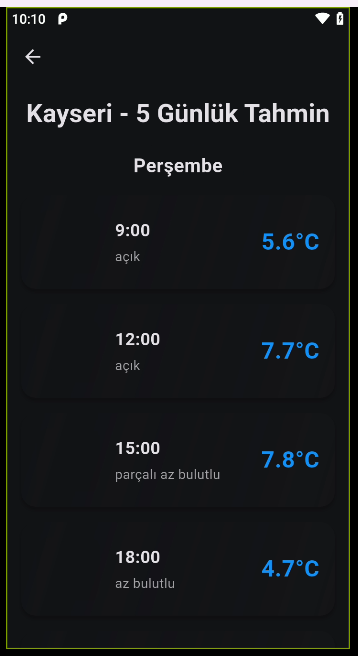 10:10
Kayseri - 5 Günlük Tahmin
Perşembe
9:00
açık
5.6°C
12:00
açık
7.7°C
15:00
parçalı az bulutlu
7.8°C
18:00
az bulutlu
4.7°C